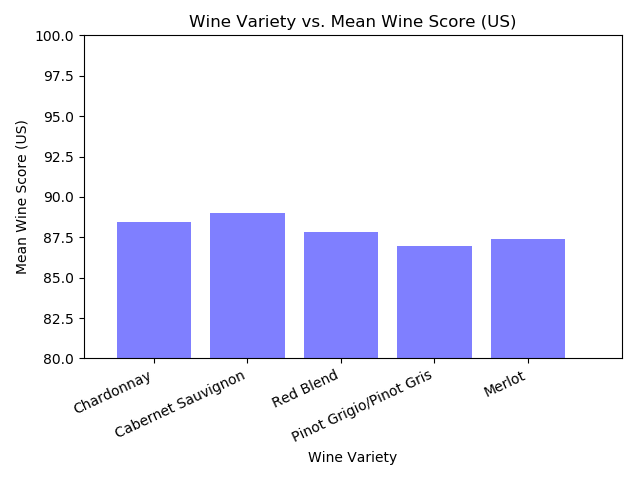 Wine Variety vs. Mean Wine Score (US)
100.0
97.5
95.0
92.5
90.0
87.5
85.0
82.5
80.0
Mean Wine Score (US)
Chardonnay
Cabernet Sauvignon
Red Blend
Pinot Grigio/Pinot Gris
Merlot
Wine Variety